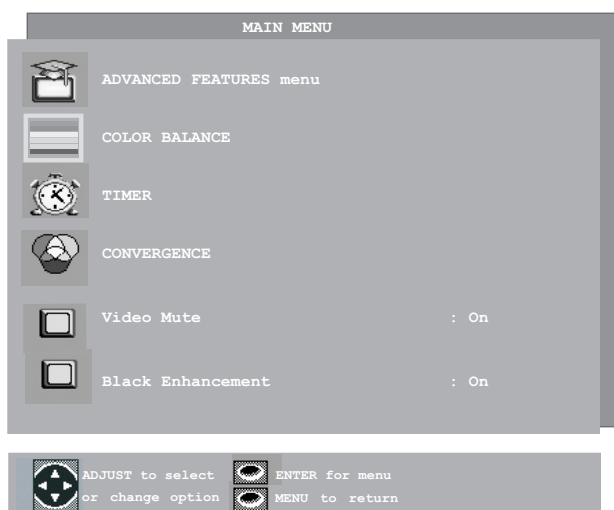 MAIN MENU
ADVANCED FEATURES menu
COLOR BALANCE
TIMER
CONVERGENCE
Video Mute : On
Black Enhancement : On
ADJUST to select ENTER for menu
or change option MENU to return